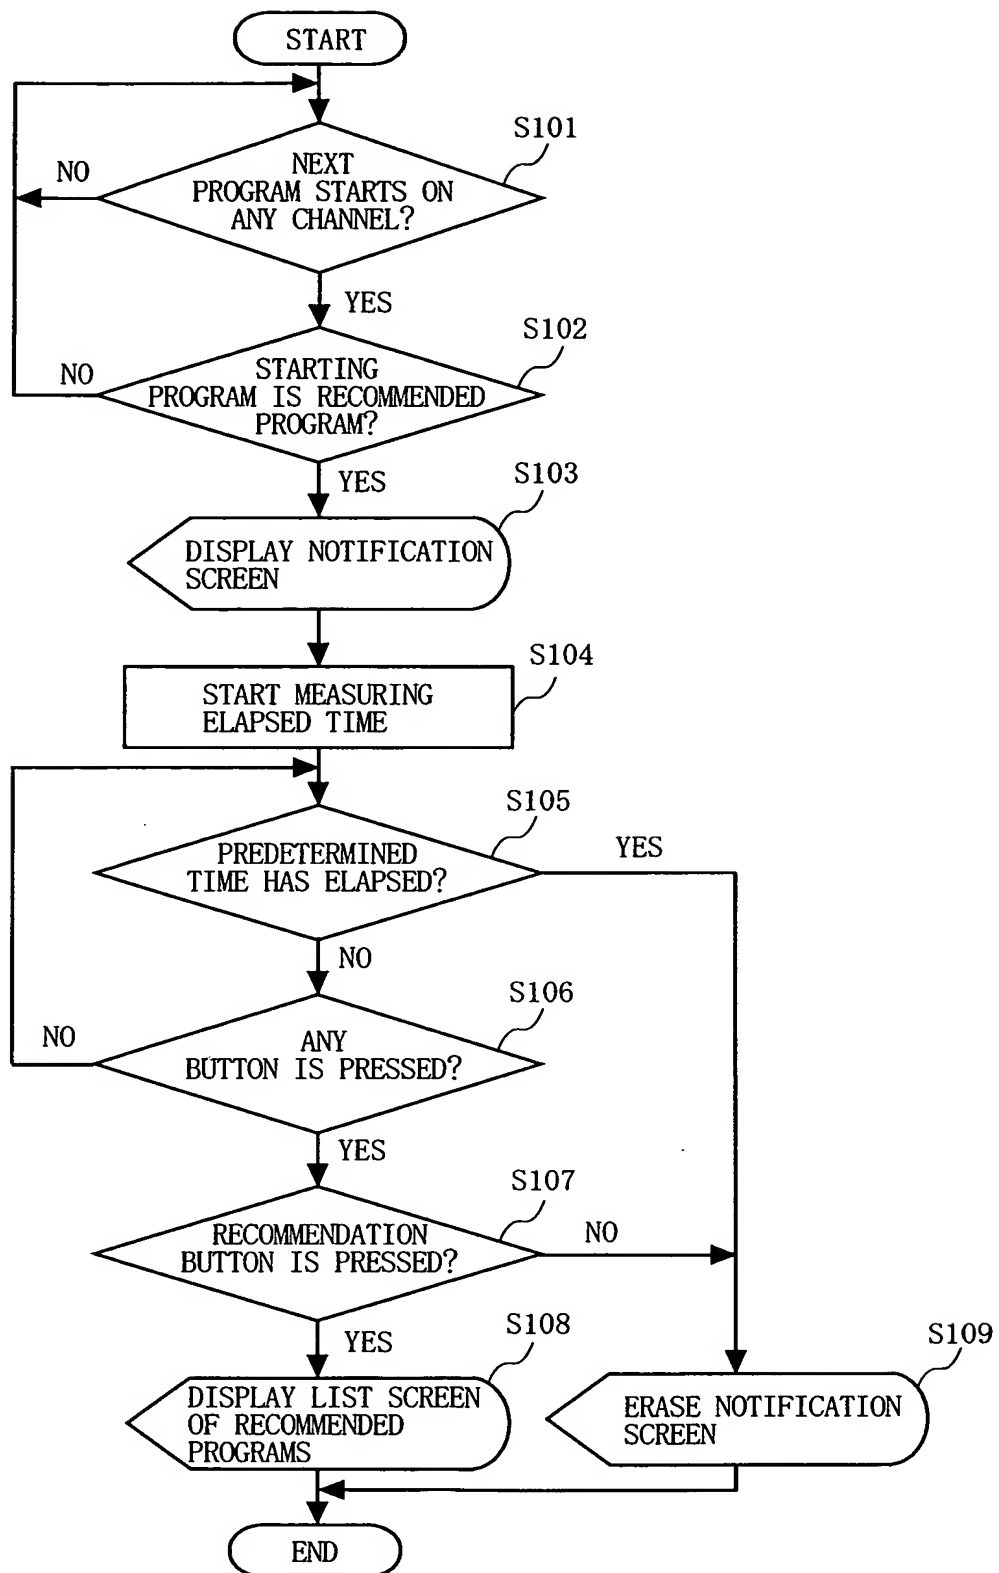 START
S101
NO
NEXT
PROGRAM STARTS ON
ANY CHANNEL?
YES
S102
NO
STARTING
PROGRAM IS RECOMMENDED
PROGRAM?
YES
S103
DISPLAY NOTIFICATION
SCREEN
S104
START MEASURING
ELAPSED TIME
S105
PREDETERMINED
TIME HAS ELAPSED?
YES
NO
S106
NO
ANY
BUTTON IS PRESSED?
YES
S107
RECOMMENDATION
BUTTON IS PRESSED?
NO
YES
S108
DISPLAY LIST SCREEN
OF RECOMMENDED
PROGRAMS
S109
ERASE NOTIFICATION
SCREEN
END